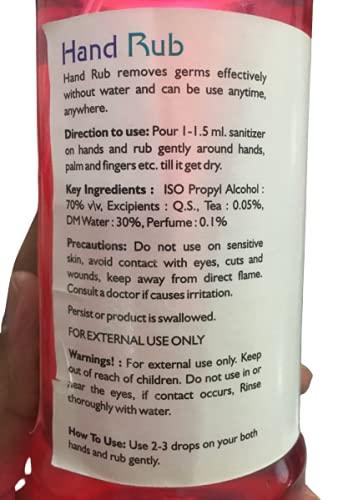 Hand Rub
Hand Rub removes germs effectively
without water and can be use anytime,
anywhere.
Direction to use: Pour 1-1.5 ml. sanitizer
on hands and rub gently around hands,
palm and fingers etc. till it get dry.
Key Ingredients : ISO Propyl Alcohol :
70% v\v, Excipients : Q.S., Tea : 0.05%,
DM Water : 30%, Perfume : 0.1%
Precautions: Do not use on sensitive
skin, avoid contact with eyes, cuts and
wounds, keep away from direct flame.
Consult a doctor if causes irritation.
Persist or product is swallowed.
FOR EXTERNAL USE ONLY
Warnings! : For external use only. Keep
out of reach of children. Do not use in or
near the eyes, if contact occurs, Rinse
thoroughly with water.
How To Use: Use 2-3 drops on your both
hands and rub gently.